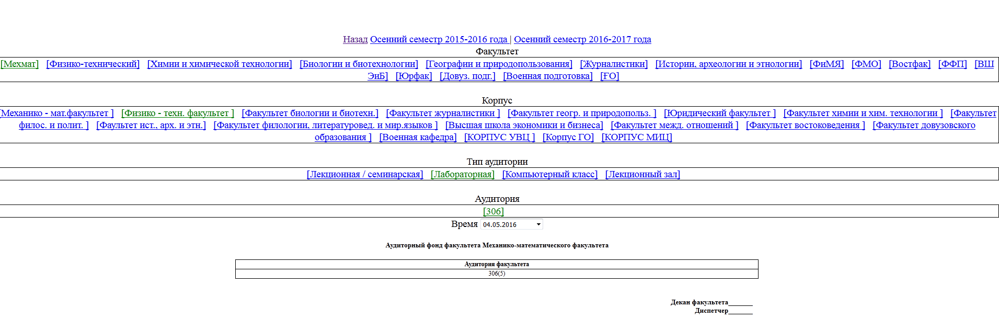 Назад Осенний семестр 2015-2016 года | Осенний семестр 2016-2017 года
Факультет
[Мехмат] [Физико-технический] [Химии и химической технологии] [Биологии и биотехнологии] [Географии и природопользования] [Журналистики] [Истории, археологии и этнологии] [ФиМЯ] [ФМО] [Востфак] [ФФП] [ВШ
ЭиБ] [Юрфак] [Довуз. подг.] [Военная подготовка] [ҒО]
Корпус
[Механико - мат.факультет ] [Физико - техн. факультет ] [Факультет биологии и биотехн.] [Факультет журналистики ] [Факультет геогр. и природопольз. ] [Юридический факультет ] [Факультет химии и хим. технологии ] [Факультет
филос. и полит. ] [Фаультет ист., арх. и этн.] [Факультет филологии, литературовед. и мир.языков ] [Высшая школа экономики и бизнеса] [Факультет межд. отношений ] [Факультет востоковедения ] [Факультет довузовского
образования ] [Военная кафедра] [КОРПУС УВЦ ] [Корпус ГО] [КОРПУС МИЦ]
Тип аудитории
[Лекционная / семинарская] [Лабораторная] [Компьютерный класс] [Лекционный зал]
Аудитория
[306]
Время 04.05.2016
Аудиторный фонд факультета Механико-математического факультета
Аудитория факультета
306(5)
Декан факультета_______
Диспетчер_______